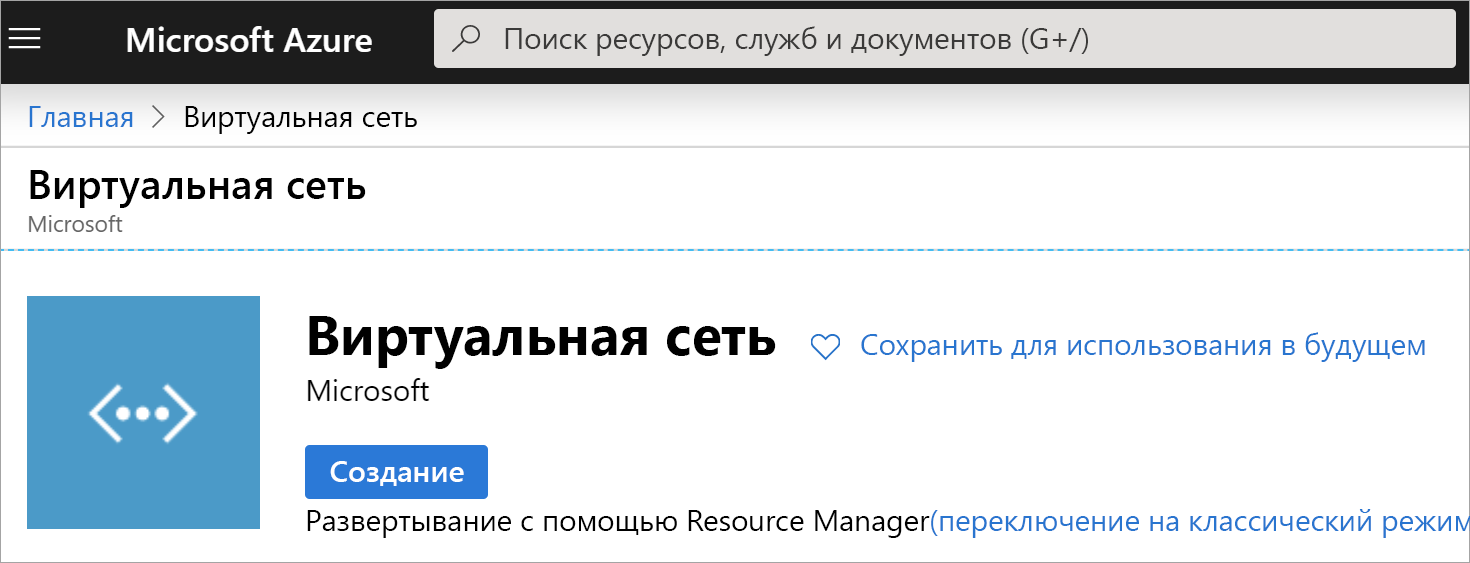 Microsoft Azure
Поиск ресурсов, служб и документов (G+/)
Главная > Виртуальная сеть
Виртуальная сеть
Microsoft
Виртуальная сеть
Сохранить для использования в будущем
Microsoft
Создание
Развертывание с помощью Resource Manager(переключение на классический режим